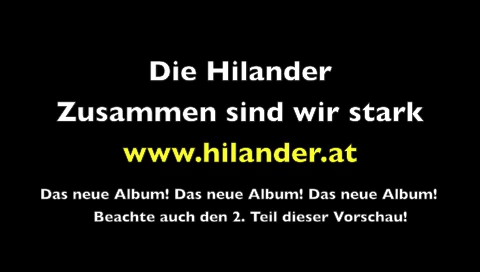 Die Hilander
Zusammen sind wir stark
www.hilander.at
Das neue Album! Das neue Album! Das neue Album!
Beachte auch den 2. Teil dieser Vorschau!